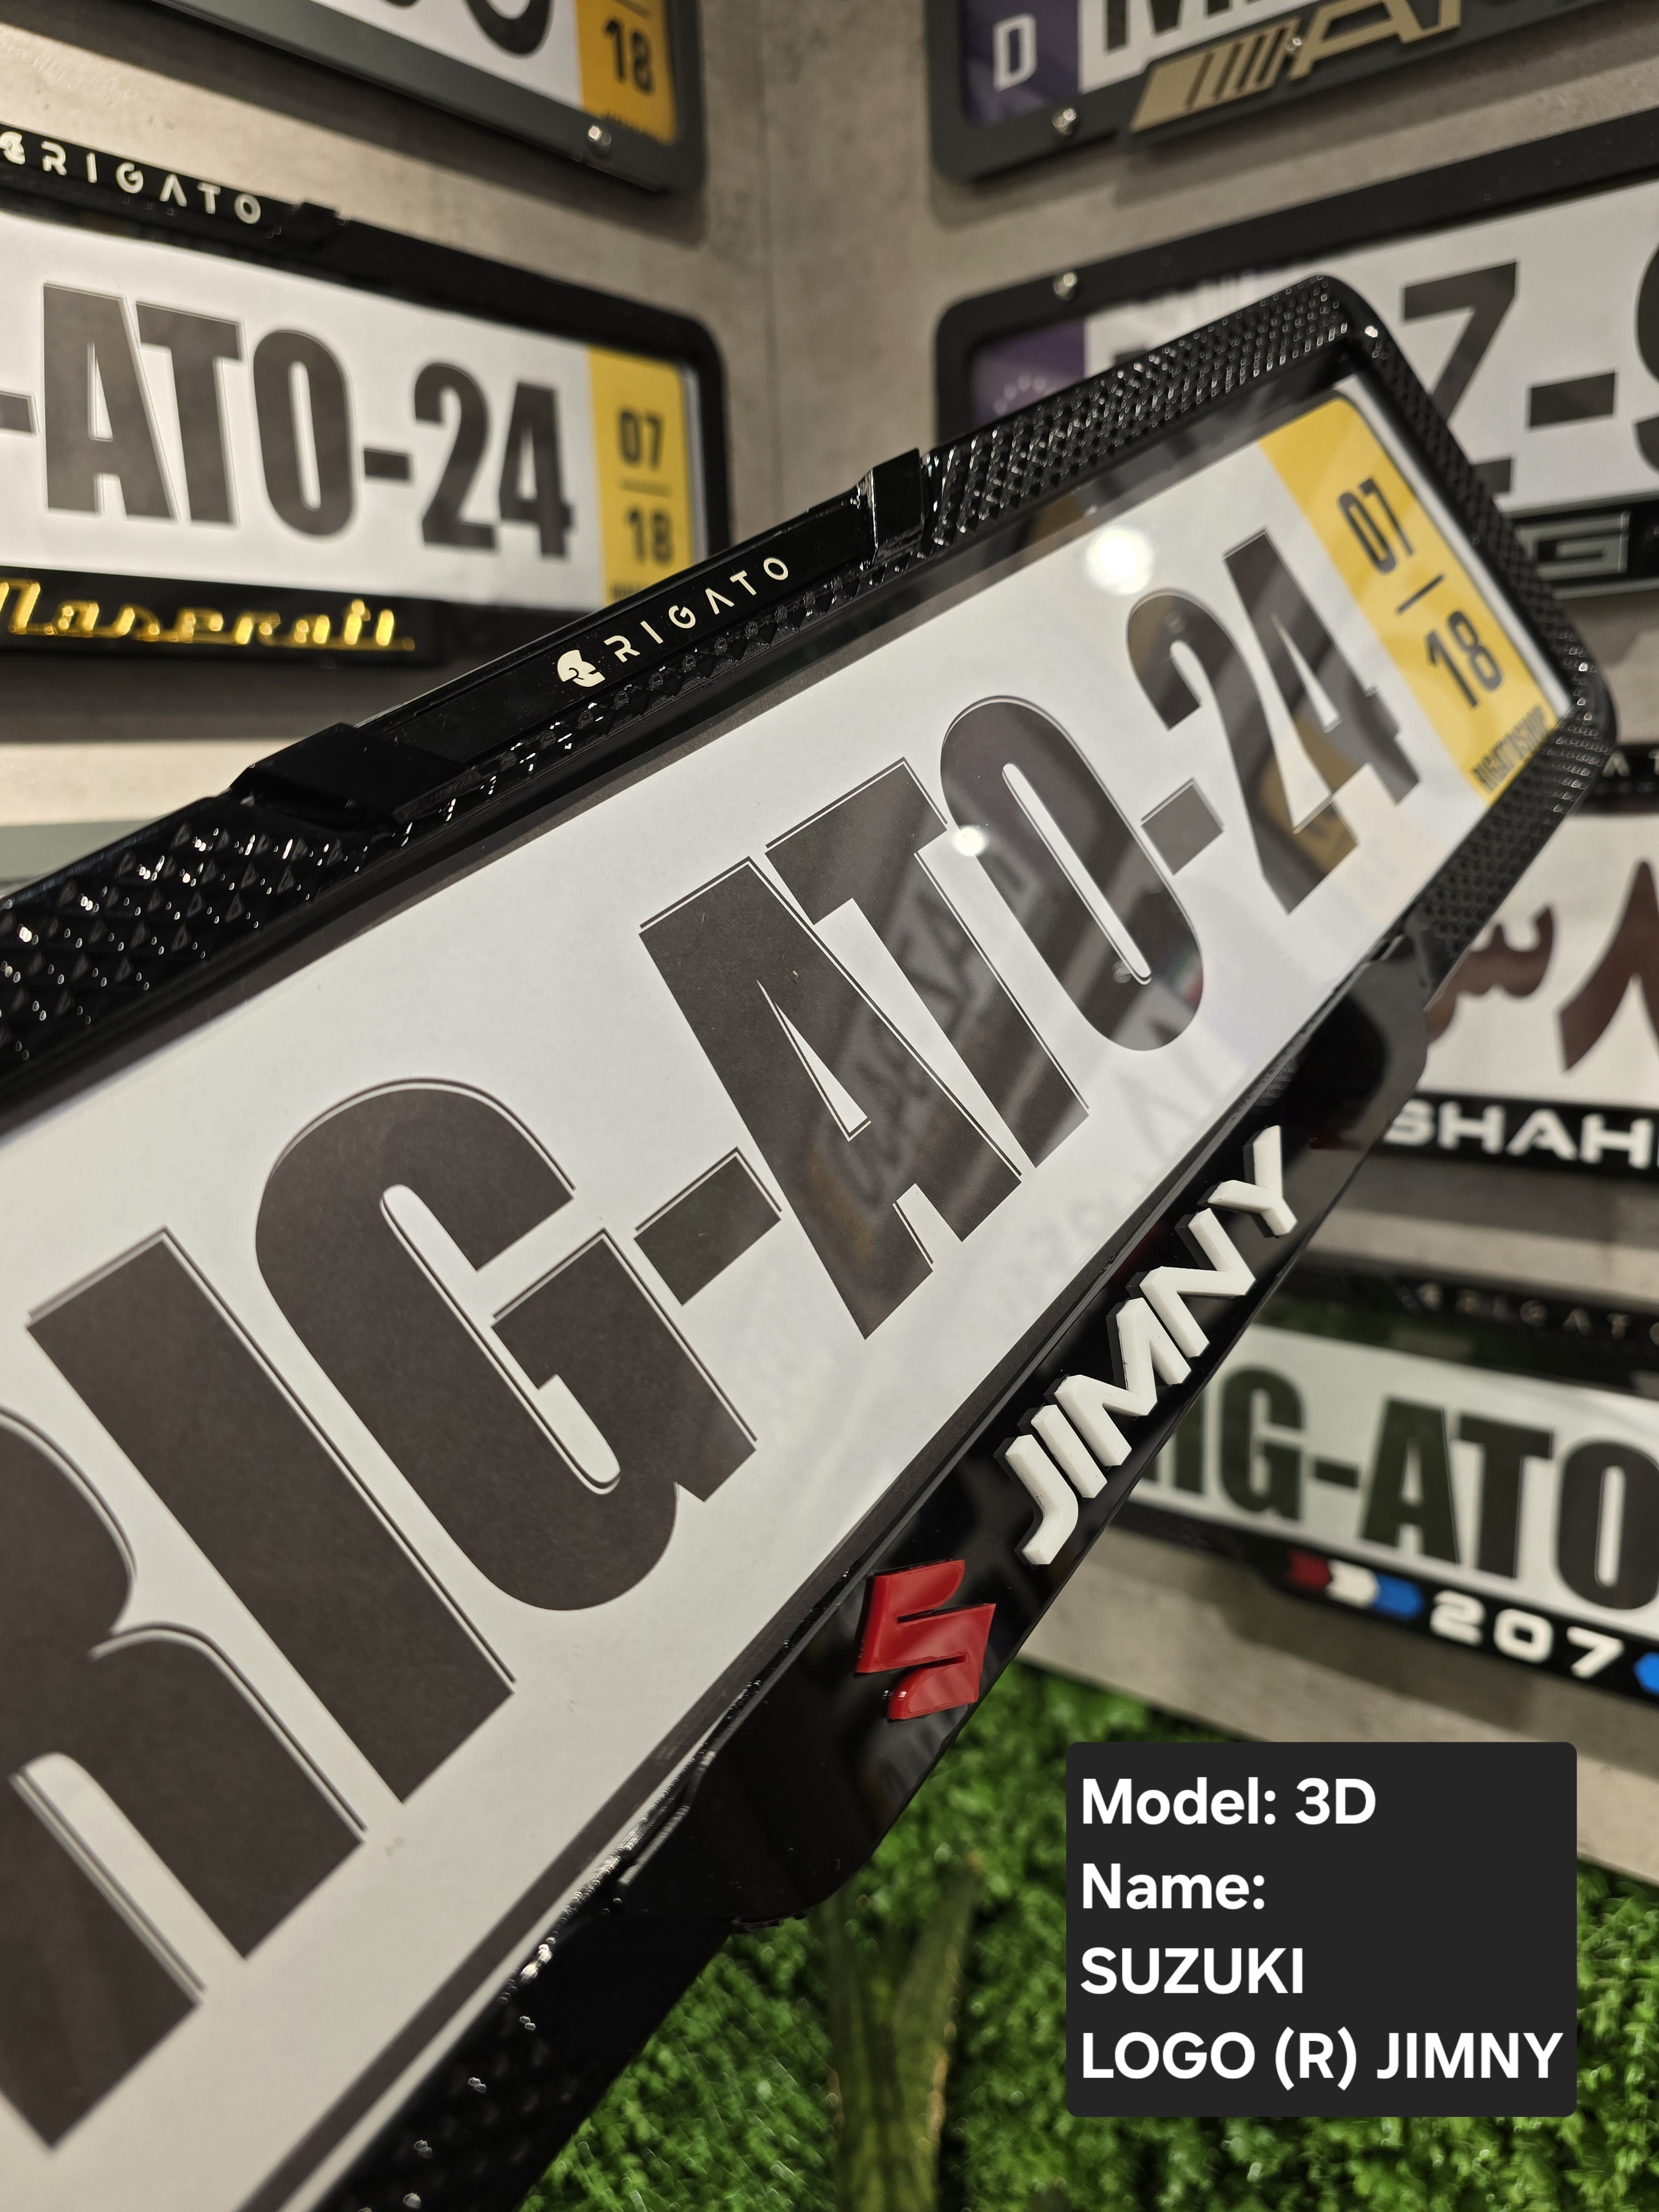 18
D
RIGATO
-ATO-24
07
18
Maserati
RIGATO
RIG-ATO-24
07
18
JIMNY
RIG-ATO
207
Model: 3D
Name:
SUZUKI
LOGO (R) JIMNY